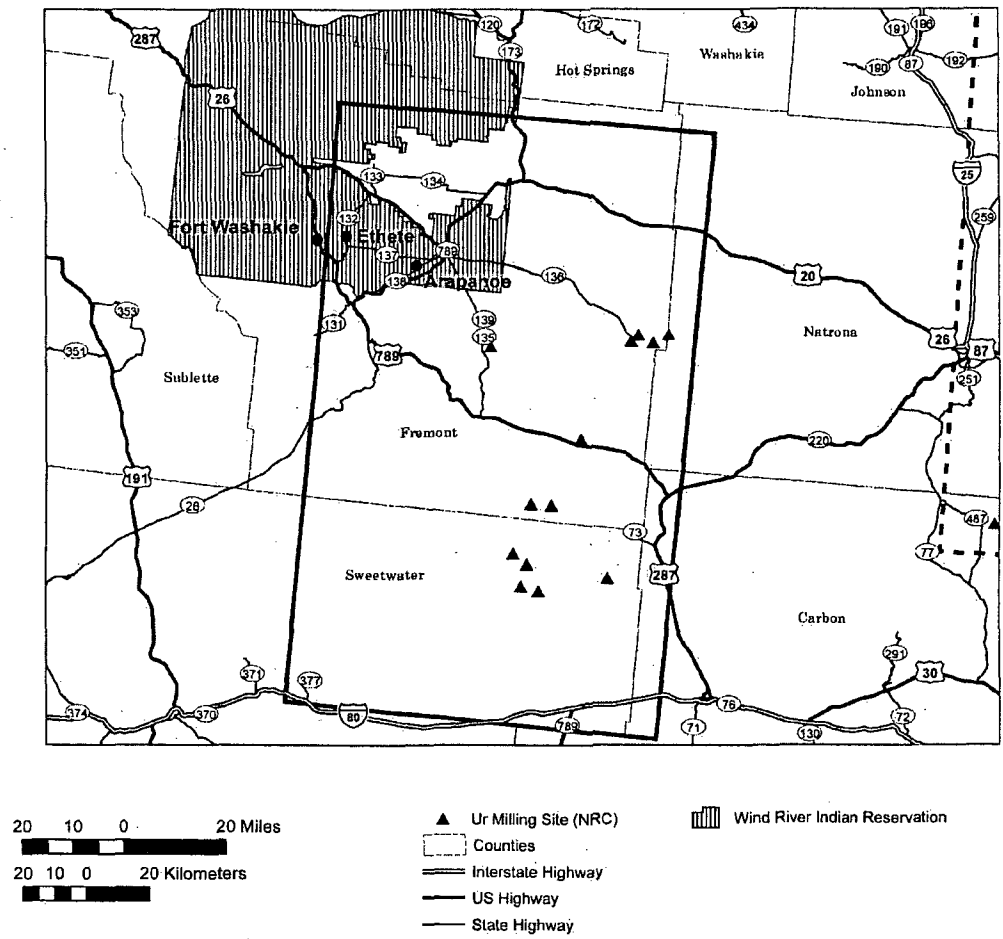 120
172
434
191
196
287
173
Washakie
192
Hot Springs
190
87
Johnson
26
25
133
134
132
259
Fort Washakie
Ethete
789
137
136
20
138
Arapahoe
353
131
139
Natrona
135
26
87
351
789
251
Sublette
Fremont
220
191
28
487
73
77
Sweetwater
287
Carbon
291
371
377
30
374
370
80
76
72
789
71
130
20 10 0 20 Miles
20 10 0 20 Kilometers
Ur Milling Site (NRC)
Counties
Interstate Highway
US Highway
State Highway
Wind River Indian Reservation